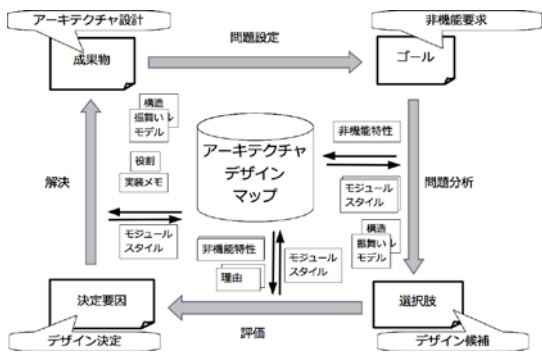 アーキテクチャ設計
成果物
問題設定
非機能要求
ゴール
構造
振舞い
モデル
ル
役割
実装メモ
アーキテクチャ
デザイン
マップ
非機能特性
モジュール
スタイル
解決
問題分析
モジュール
スタイル
非機能特性
理由
モジュール
スタイル
構造
振舞い
モデル
ル
決定要因
デザイン決定
評価
選択肢
デザイン候補